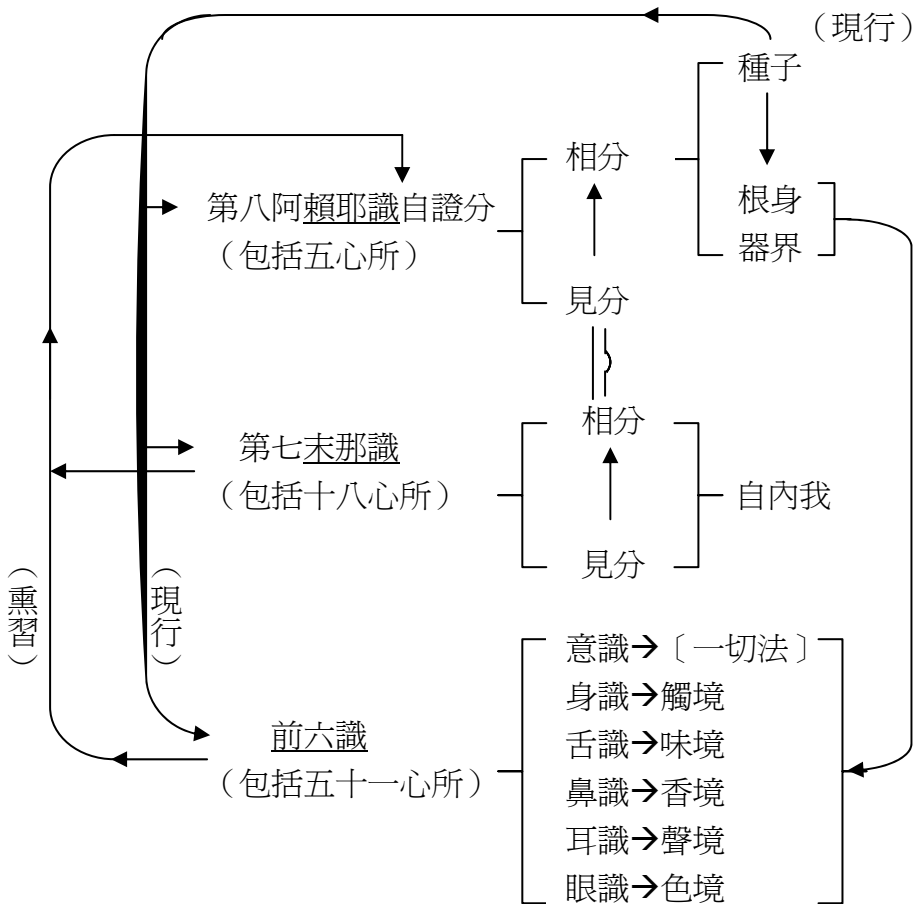 （現行）
種子
相分
根身
第八阿賴耶識自證分
器界
（包括五心所）
見分
相分
第七末那識
（包括十八心所）
自內我
見分
（熏習）
（現行）
意識→〔一切法〕
身識→觸境
前六識
舌識→味境
（包括五十一心所）
鼻識→香境
耳識→聲境
眼識→色境